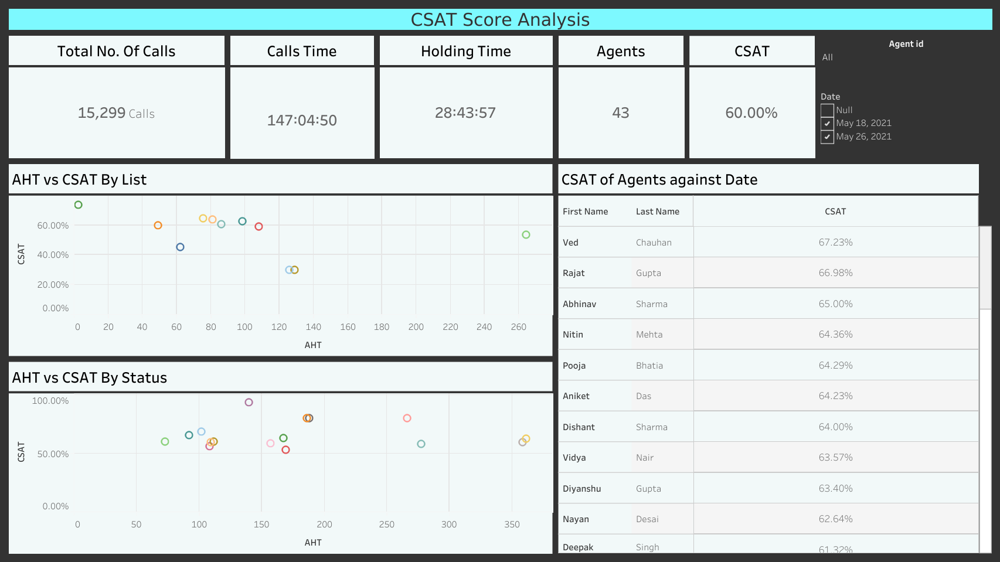 CSAT Score Analysis
Total No. Of Calls
Calls Time
Holding Time
Agents
CSAT
Agent id
All
15,299 Calls
147:04:50
28:43:57
43
60.00%
Date
Null
May 18, 2021
May 26, 2021
AHT vs CSAT By List
CSAT
60.00%
40.00%
20.00%
0.00%
0 20 40 60 80 100 120 140 160 180 200 220 240 260
AHT
AHT vs CSAT By Status
CSAT
100.00%
50.00%
0.00%
0 50 100 150 200 250 300 350
AHT
CSAT of Agents against Date
First Name Last Name CSAT
Ved Chauhan 67.23%
Rajat Gupta 66.98%
Abhinav Sharma 65.00%
Nitin Mehta 64.36%
Pooja Bhatia 64.29%
Aniket Das 64.23%
Dishant Sharma 64.00%
Vidya Nair 63.57%
Diyanshu Gupta 63.40%
Nayan Desai 62.64%
Deepak Singh 61.32%